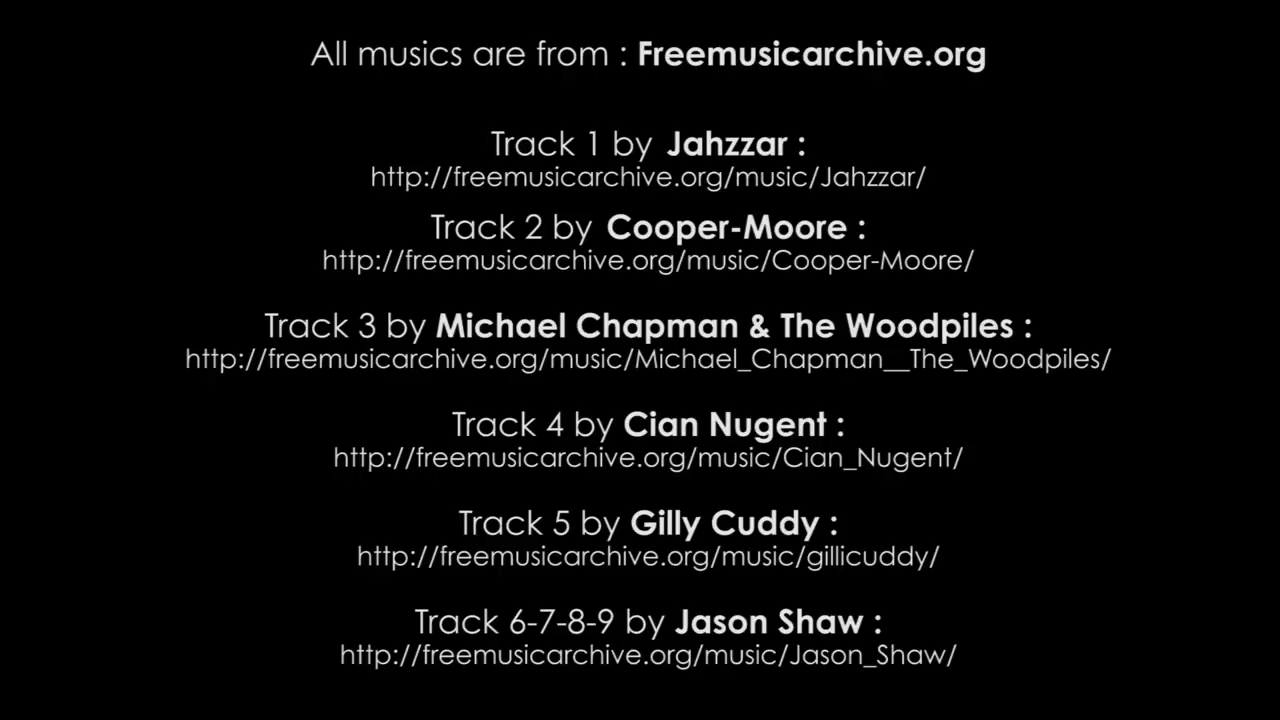 All musics are from : Freemusicarchive.org
Track 1 by Jahzzar :
http://freemusicarchive.org/music/Jahzzar/
Track 2 by Cooper-Moore :
http://freemusicarchive.org/music/Cooper-Moore/
Track 3 by Michael Chapman & The Woodpiles :
http://freemusicarchive.org/music/Michael_Chapman__The_Woodpiles/
Track 4 by Cian Nugent :
http://freemusicarchive.org/music/Cian_Nugent/
Track 5 by Gilly Cuddy :
http://freemusicarchive.org/music/gillicuddy/
Track 6-7-8-9 by Jason Shaw :
http://freemusicarchive.org/music/Jason_Shaw/